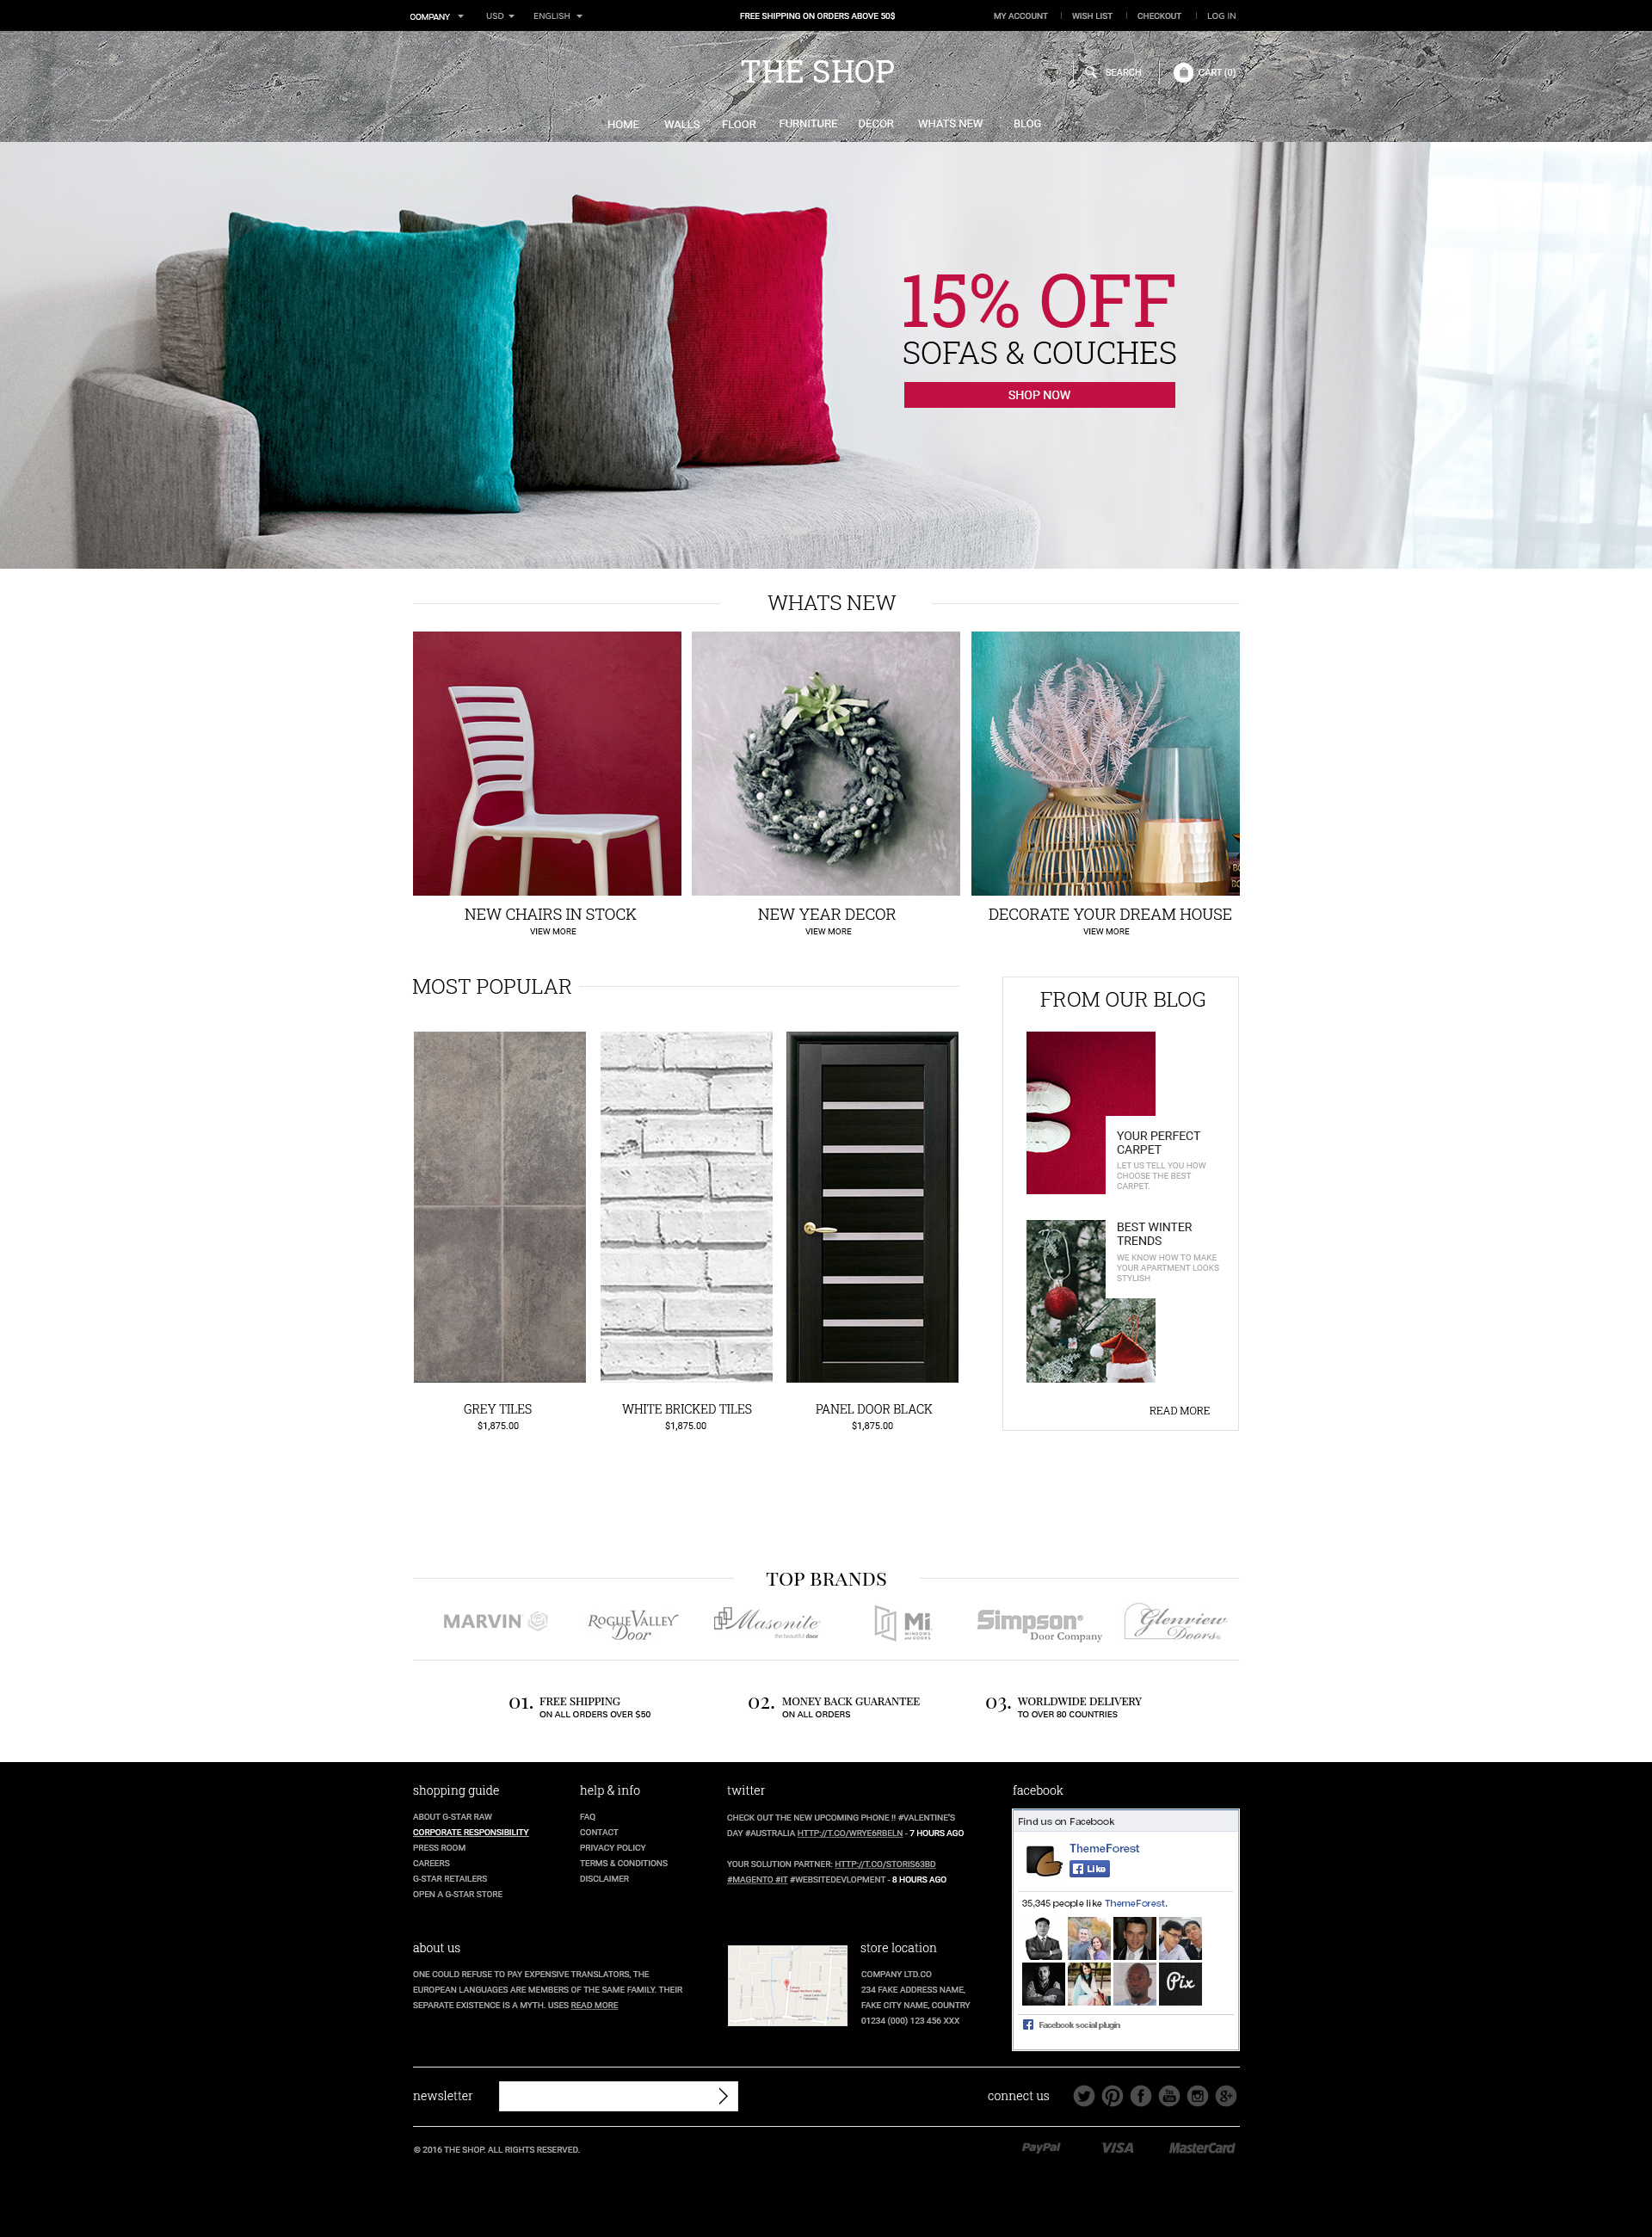 COMPANY USD ENGLISH FREE SHIPPING ON ORDERS ABOVE 50$ MY ACCOUNT WISH LIST CHECKOUT LOG IN
THE SHOP
SEARCH CART (0)
HOME WALLS FLOOR FURNITURE DECOR WHATS NEW BLOG
15% OFF
SOFAS & COUCHES
SHOP NOW
WHATS NEW
NEW CHAIRS IN STOCK
VIEW MORE
NEW YEAR DECOR
VIEW MORE
DECORATE YOUR DREAM HOUSE
VIEW MORE
MOST POPULAR
GREY TILES
$1,875.00
WHITE BRICKED TILES
$1,875.00
PANEL DOOR BLACK
$1,875.00
FROM OUR BLOG
YOUR PERFECT
CARPET
LET US TELL YOU HOW
CHOOSE THE BEST
CARPET.
BEST WINTER
TRENDS
WE KNOW HOW TO MAKE
YOUR APARTMENT LOOKS
STYLISH
READ MORE
TOP BRANDS
MARVIN
ROGUE VALLEY
Door
Masonite
the beautiful door
Mi
WINDOWS
AND DOORS
Simpson®
Door Company
Glenview
Doors®
01. FREE SHIPPING
ON ALL ORDERS OVER $50
02. MONEY BACK GUARANTEE
ON ALL ORDERS
03. WORLDWIDE DELIVERY
TO OVER 80 COUNTRIES
shopping guide
ABOUT G-STAR RAW
CORPORATE RESPONSIBILITY
PRESS ROOM
CAREERS
G-STAR RETAILERS
OPEN A G-STAR STORE
help & info
FAQ
CONTACT
PRIVACY POLICY
TERMS & CONDITIONS
DISCLAIMER
twitter
CHECK OUT THE NEW UPCOMING PHONE !! #VALENTINE'S
DAY #AUSTRALIA HTTP://T.CO/WRYE6RBELN - 7 HOURS AGO
YOUR SOLUTION PARTNER: HTTP://T.CO/STORIS63BD
#MAGENTO #IT #WEBSITEDEVLOPMENT - 8 HOURS AGO
facebook
Find us on Facebook
ThemeForest
Like
35,345 people like ThemeForest.
Pix
Facebook social plugin
about us
ONE COULD REFUSE TO PAY EXPENSIVE TRANSLATORS, THE
EUROPEAN LANGUAGES ARE MEMBERS OF THE SAME FAMILY. THEIR
SEPARATE EXISTENCE IS A MYTH. USES READ MORE
store location
COMPANY LTD.CO
234 FAKE ADDRESS NAME,
FAKE CITY NAME, COUNTRY
01234 (000) 123 456 XXX
newsletter
connect us
You
Tube
© 2016 THE SHOP. ALL RIGHTS RESERVED.
PayPal VISA MasterCard